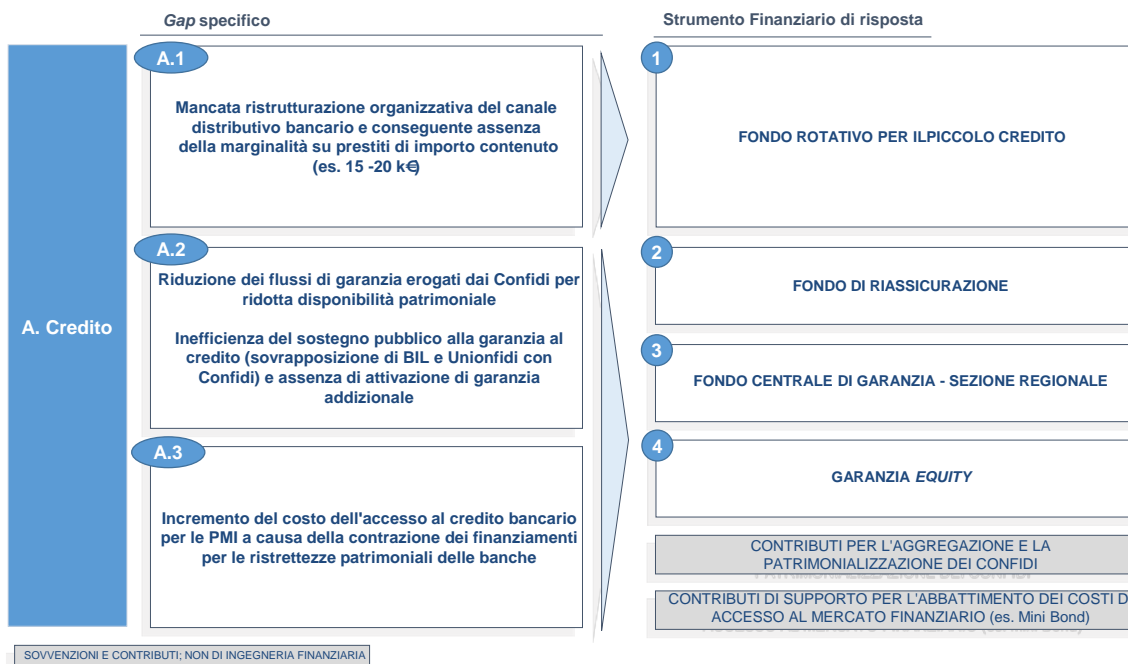 Gap specifico
Strumento Finanziario di risposta
A. Credito
A.1
Mancata ristrutturazione organizzativa del canale
distributivo bancario e conseguente assenza
della marginalità su prestiti di importo contenuto
(es. 15 -20 k€)
1
FONDO ROTATIVO PER ILPICCOLO CREDITO
A.2
Riduzione dei flussi di garanzia erogati dai Confidi per
ridotta disponibilità patrimoniale
Inefficienza del sostegno pubblico alla garanzia al
credito (sovrapposizione di BIL e Unionfidi con
Confidi) e assenza di attivazione di garanzia
addizionale
2
FONDO DI RIASSICURAZIONE
3
FONDO CENTRALE DI GARANZIA - SEZIONE REGIONALE
A.3
Incremento del costo dell'accesso al credito bancario
per le PMI a causa della contrazione dei finanziamenti
per le ristrettezze patrimoniali delle banche
4
GARANZIA EQUITY
CONTRIBUTI PER L'AGGREGAZIONE E LA
PATRIMONIALIZZAZIONE DEI CONFIDI
CONTRIBUTI DI SUPPORTO PER L'ABBATTIMENTO DEI COSTI D
ACCESSO AL MERCATO FINANZIARIO (es. Mini Bond)
SOVVENZIONI E CONTRIBUTI; NON DI INGEGNERIA FINANZIARIA